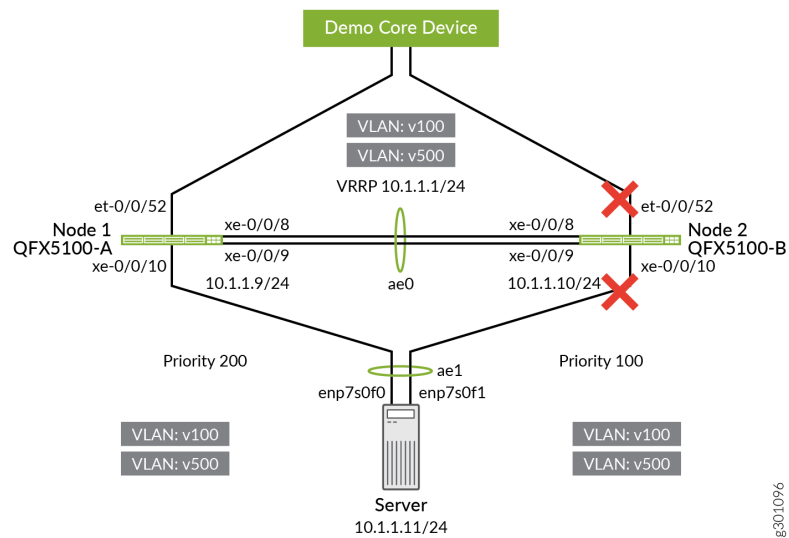 Demo Core Device
VLAN: v100
VLAN: v500
VRRP 10.1.1.1/24
et-0/0/52
et-0/0/52
Node 1
QFX5100-A
xe-0/0/8
xe-0/0/8
Node 2
QFX5100-B
xe-0/0/10
xe-0/0/9
xe-0/0/9
xe-0/0/10
10.1.1.9/24
ae0
10.1.1.10/24
Priority 200
Priority 100
ae1
enp7s0f0
enp7s0f1
VLAN: v100
VLAN: v500
VLAN: v100
VLAN: v500
Server
10.1.1.11/24
g301096